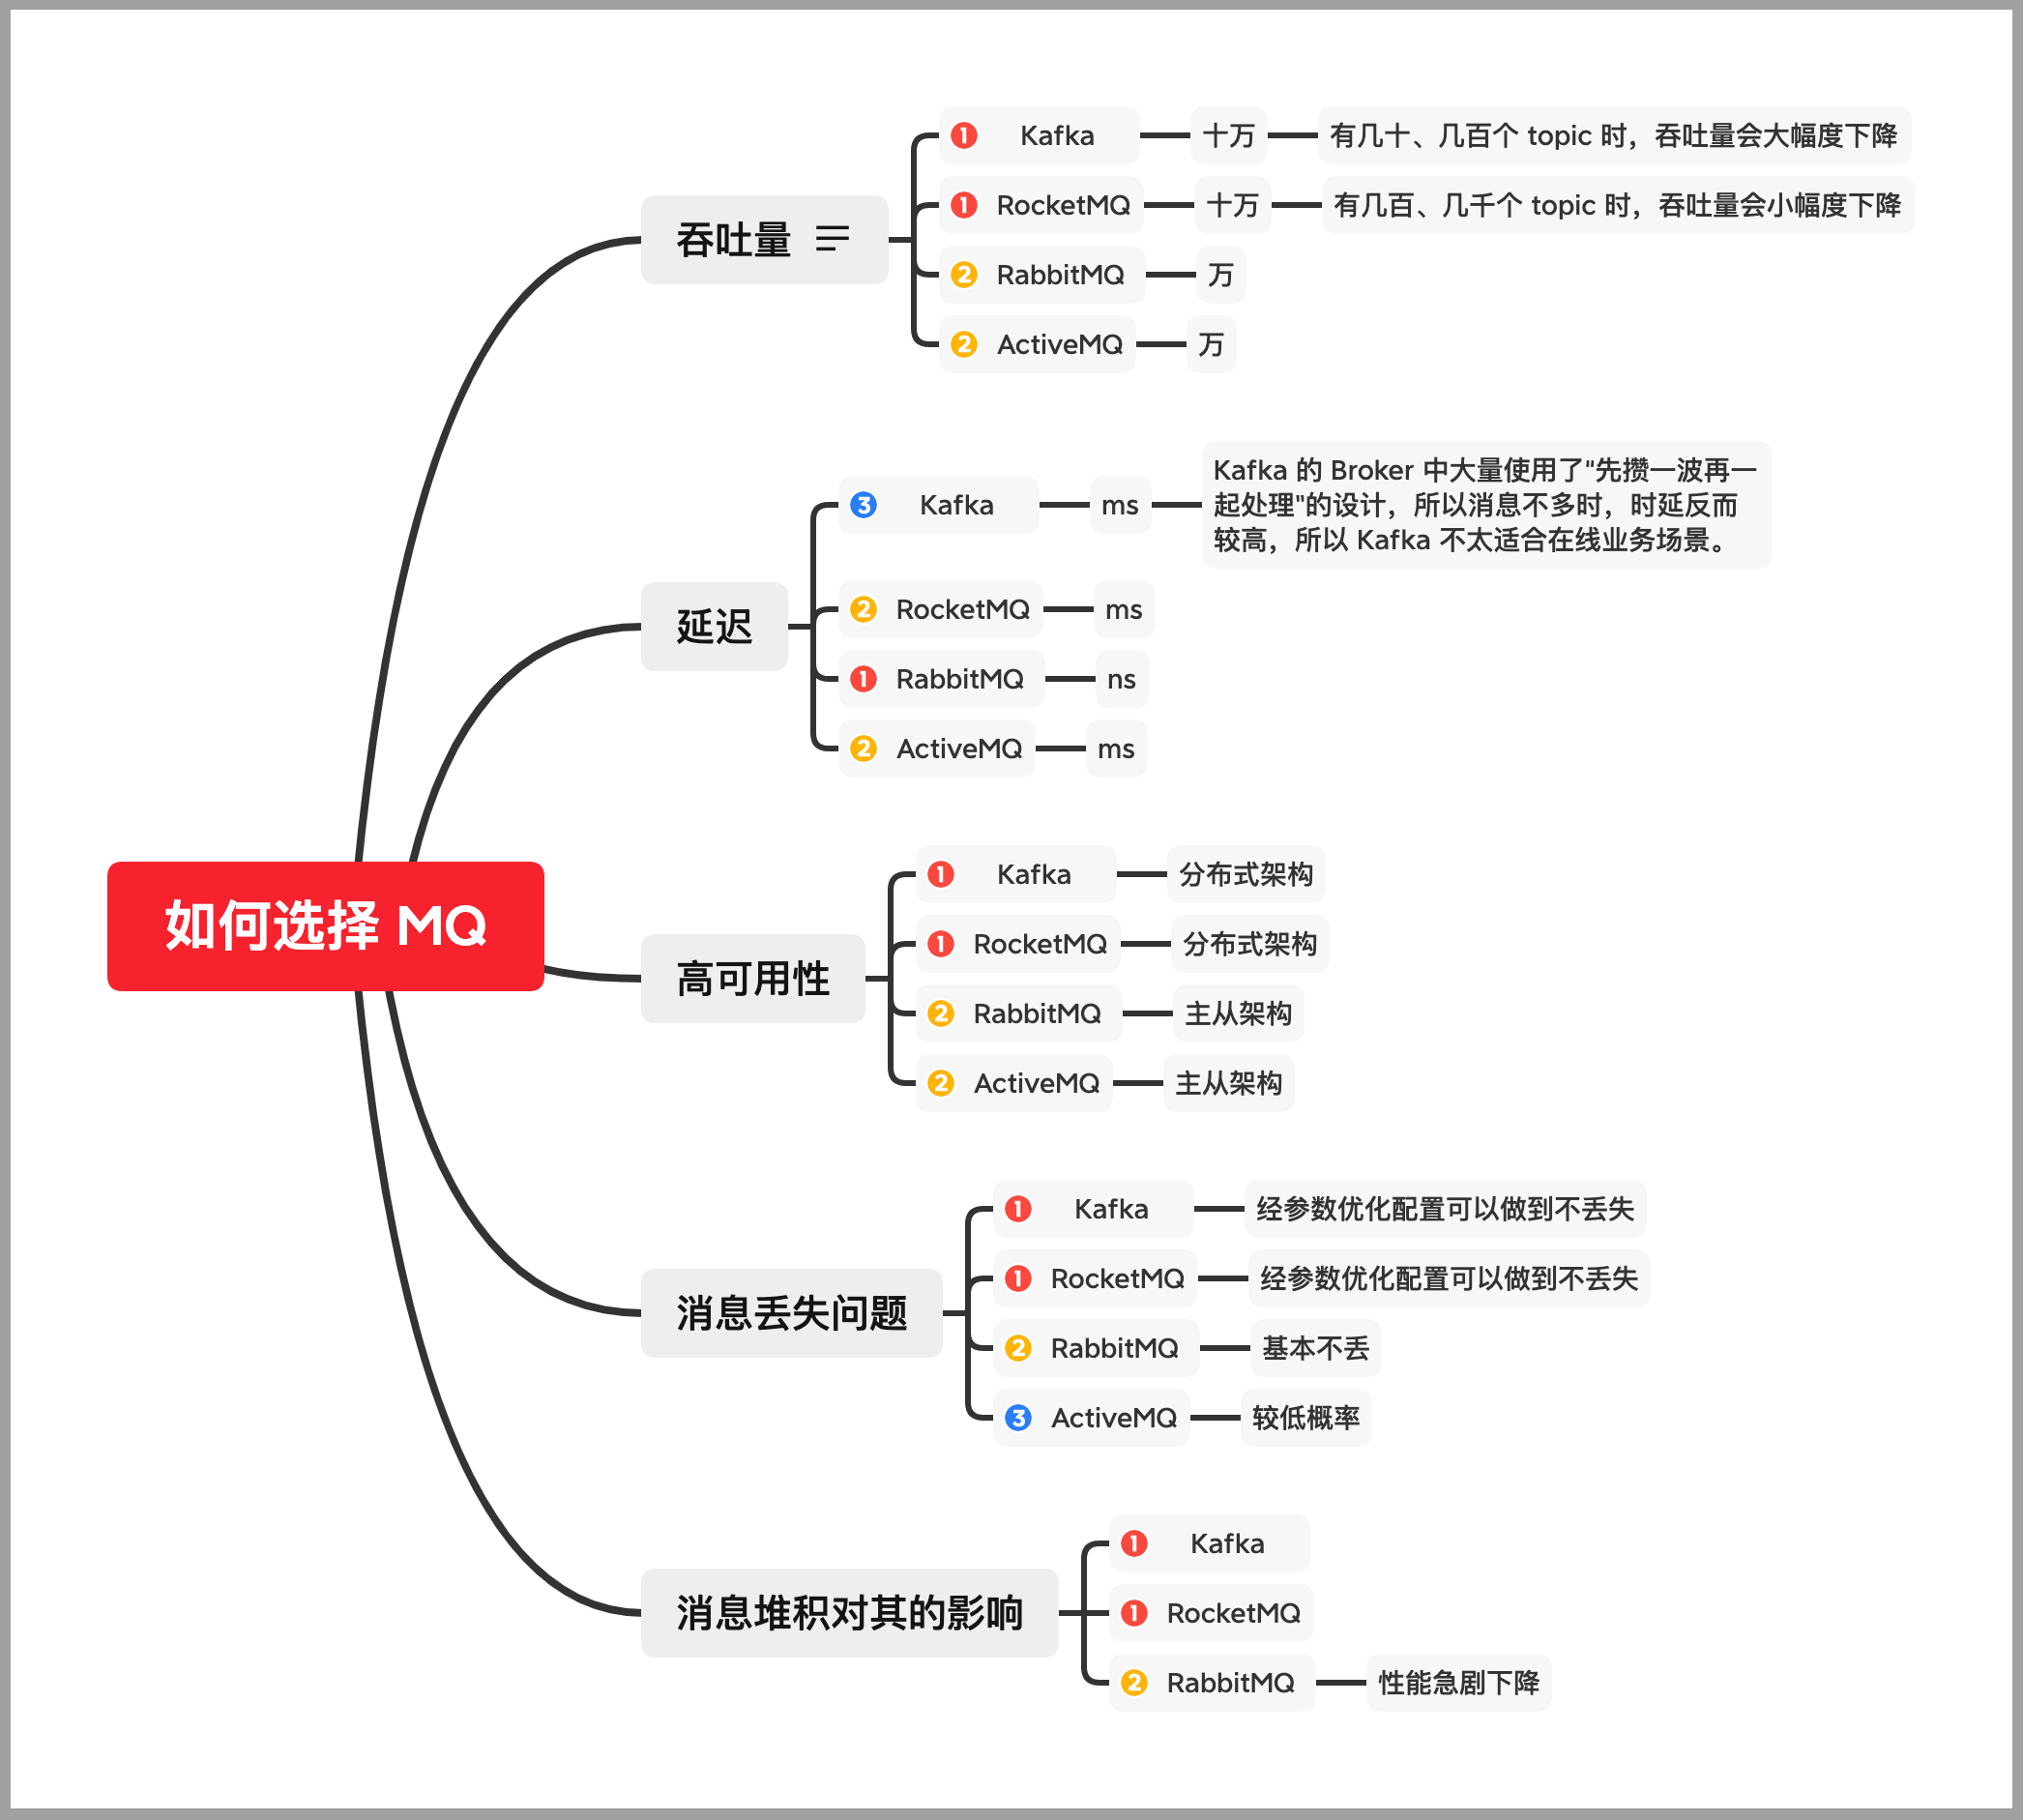 如何选择 MQ
吞吐量
1 Kafka 十万 有几十、几百个 topic 时，吞吐量会大幅度下降
1 RocketMQ 十万 有几百、几千个 topic 时，吞吐量会小幅度下降
2 RabbitMQ 万
2 ActiveMQ 万
延迟
3 Kafka ms
Kafka 的 Broker 中大量使用了“先攒一波再一
起处理"的设计，所以消息不多时，时延反而
较高，所以 Kafka 不太适合在线业务场景。
2 RocketMQ ms
1 RabbitMQ ns
2 ActiveMQ ms
高可用性
1 Kafka 分布式架构
1 RocketMQ 分布式架构
2 RabbitMQ 主从架构
2 ActiveMQ 主从架构
消息丢失问题
1 Kafka 经参数优化配置可以做到不丢失
1 RocketMQ 经参数优化配置可以做到不丢失
2 RabbitMQ 基本不丢
3 ActiveMQ 较低概率
消息堆积对其的影响
1 Kafka
1 RocketMQ
2 RabbitMQ 性能急剧下降